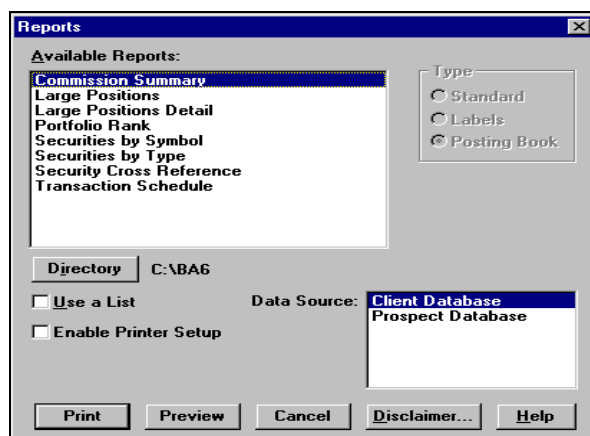 Reports
Available Reports:
Commission Summary
Large Positions
Large Positions Detail
Portfolio Rank
Securities by Symbol
Securities by Type
Security Cross Reference
Transaction Schedule
Type
Standard
Labels
Posting Book
Directory C:\BA6
Use a List
Enable Printer Setup
Data Source:
Client Database
Prospect Database
Print Preview Cancel Disclaimer... Help